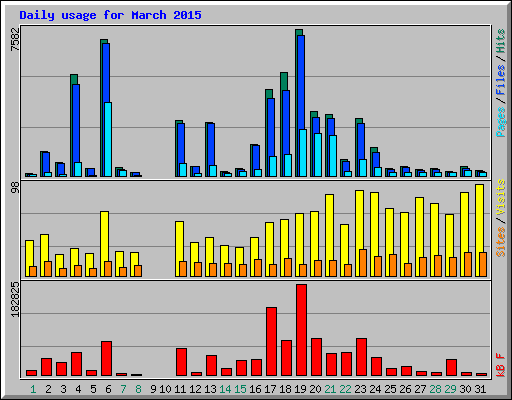 Daily usage for March 2015
7582
Pages / Files / Hits
98
Sites / Visits
182825
kB F
1 2 3 4 5 6 7 8 9 10 11 12 13 14 15 16 17 18 19 20 21 22 23 24 25 26 27 28 29 30 31